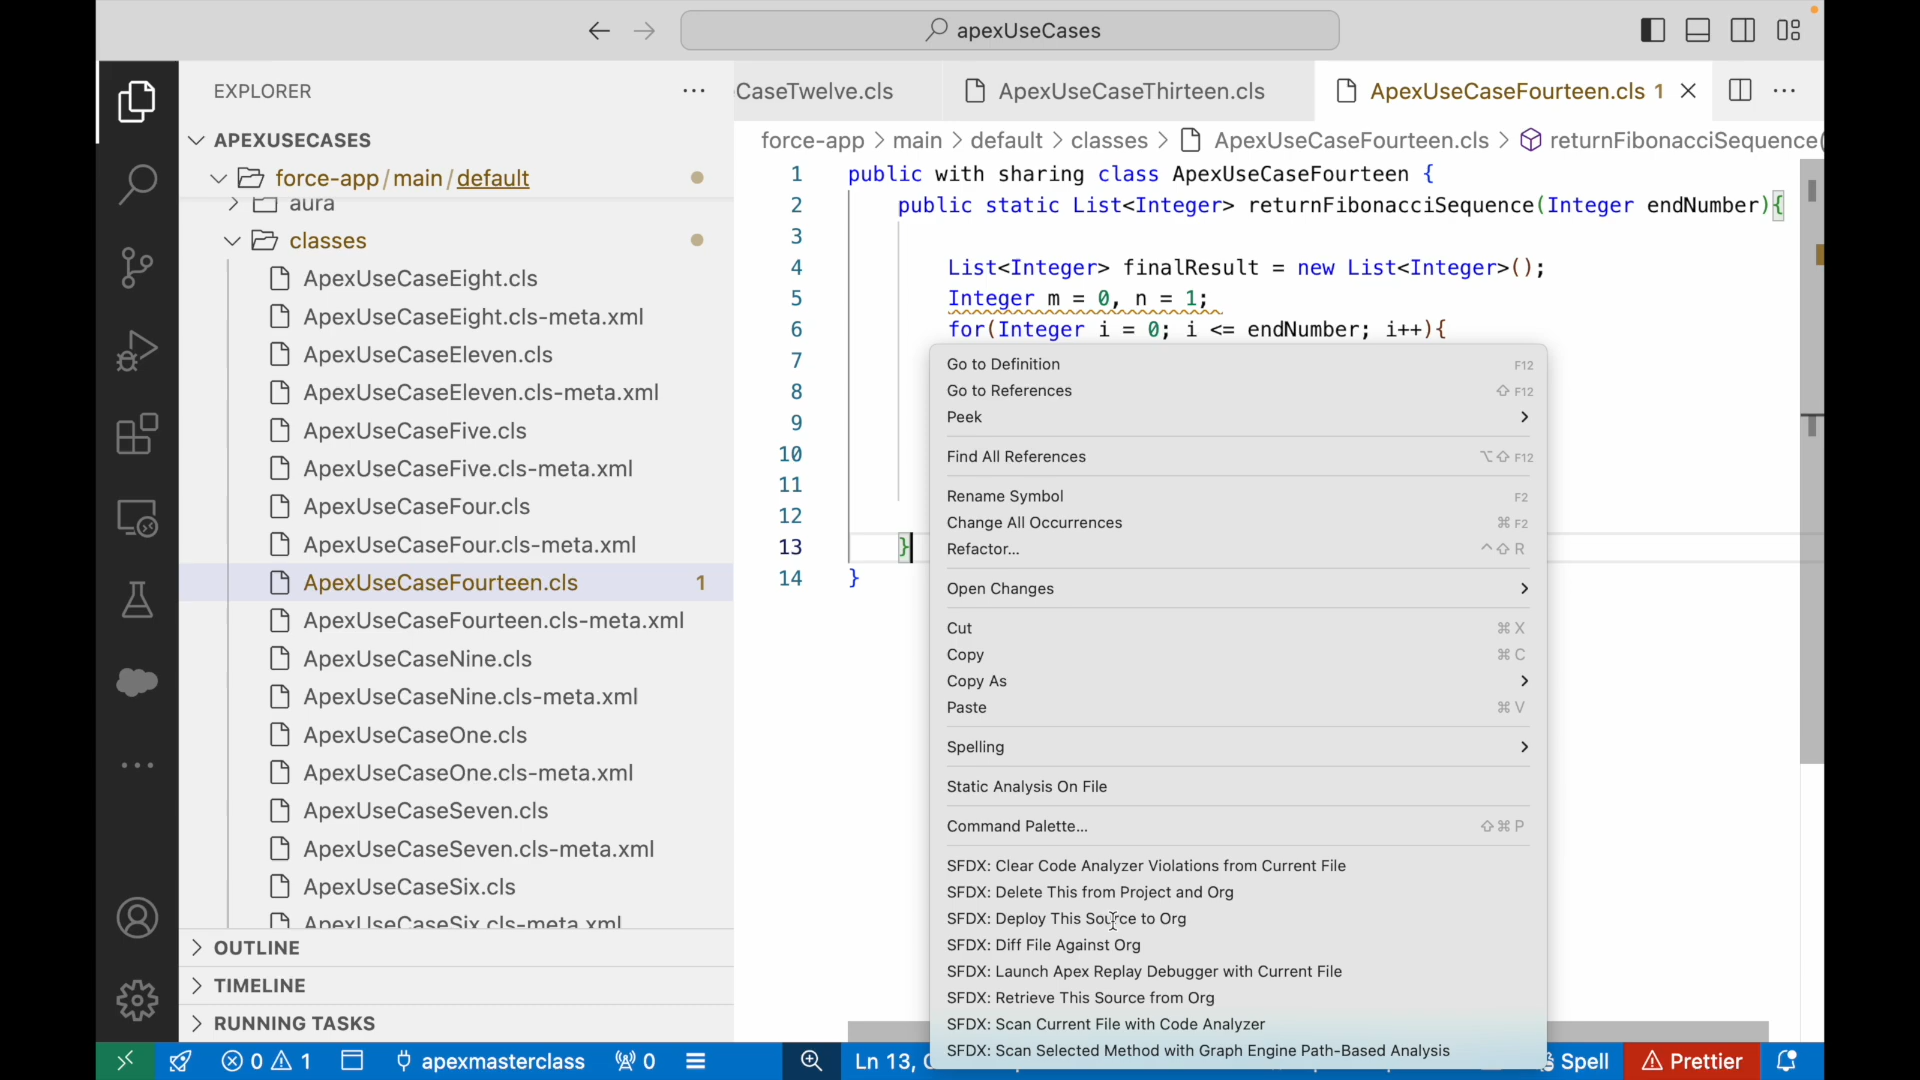 apexUseCases
EXPLORER
CaseTwelve.cls
ApexUseCaseThirteen.cls
ApexUseCaseFourteen.cls 1
APEXUSECASES
force-app > main > default > classes > ApexUseCaseFourteen.cls > returnFibonacciSequence(
force-app / main / default
aura
classes
ApexUseCaseEight.cls
ApexUseCaseEight.cls-meta.xml
ApexUseCaseEleven.cls
ApexUseCaseEleven.cls-meta.xml
ApexUseCaseFive.cls
ApexUseCaseFive.cls-meta.xml
ApexUseCaseFour.cls
ApexUseCaseFour.cls-meta.xml
ApexUseCaseFourteen.cls 1
ApexUseCaseFourteen.cls-meta.xml
ApexUseCaseNine.cls
ApexUseCaseNine.cls-meta.xml
ApexUseCaseOne.cls
ApexUseCaseOne.cls-meta.xml
ApexUseCaseSeven.cls
ApexUseCaseSeven.cls-meta.xml
ApexUseCaseSix.cls
ApexUseCaseSix.cls-meta.xml
OUTLINE
TIMELINE
RUNNING TASKS
1 public with sharing class ApexUseCaseFourteen {
2 public static List<Integer> returnFibonacciSequence(Integer endNumber){
3
4 List<Integer> finalResult = new List<Integer>();
5 Integer m = 0, n = 1;
6 for(Integer i = 0; i <= endNumber; i++){
7
8
9
10
11
12
13 }
14 }
Go to Definition F12
Go to References ⇧ F12
Peek >
Find All References ⌥⇧ F12
Rename Symbol F2
Change All Occurrences ⌘ F2
Refactor... ^⇧ R
Open Changes >
Cut ⌘ X
Copy ⌘ C
Copy As >
Paste ⌘ V
Spelling >
Static Analysis On File
Command Palette... ⇧⌘ P
SFDX: Clear Code Analyzer Violations from Current File
SFDX: Delete This from Project and Org
SFDX: Deploy This Source to Org
SFDX: Diff File Against Org
SFDX: Launch Apex Replay Debugger with Current File
SFDX: Retrieve This Source from Org
SFDX: Scan Current File with Code Analyzer
SFDX: Scan Selected Method with Graph Engine Path-Based Analysis
0 1 apexmasterclass 0 Ln 13, Spell Prettier